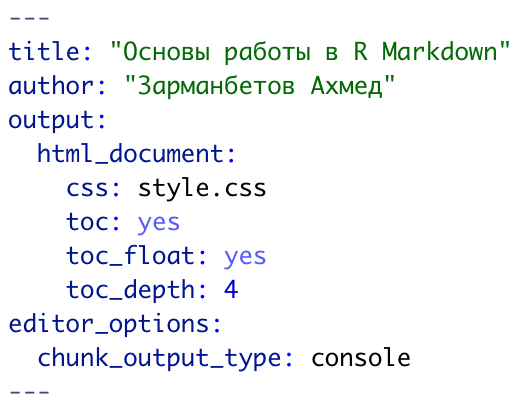 ---
title: "Основы работы в R Markdown"
author: "Зарманбетов Ахмед"
output:
  html_document:
    css: style.css
    toc: yes
    toc_float: yes
    toc_depth: 4
editor_options:
  chunk_output_type: console
---